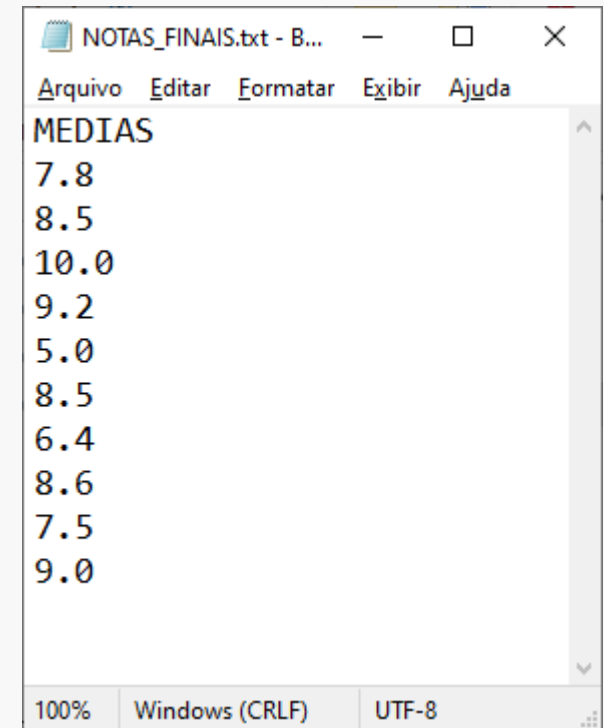 NOTAS_FINAIS.txt - B...
Arquivo Editar Formatar Exibir Ajuda
MEDIAS
7.8
8.5
10.0
9.2
5.0
8.5
6.4
8.6
7.5
9.0
100% Windows (CRLF) UTF-8